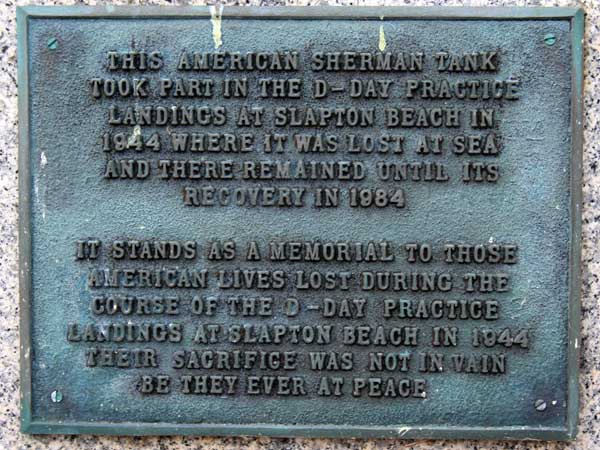 THIS AMERICAN SHERMAN TANK
TOOK PART IN THE D-DAY PRACTICE
LANDINGS AT SLAPTON BEACH IN
1944 WHERE IT WAS LOST AT SEA
AND THERE REMAINED UNTIL ITS
RECOVERY IN 1984
IT STANDS AS A MEMORIAL TO THOSE
AMERICAN LIVES LOST DURING THE
COURSE OF THE D-DAY PRACTICE
LANDINGS AT SLAPTON BEACH IN 1944
THEIR SACRIFICE WAS NOT IN VAIN
BE THEY EVER AT PEACE